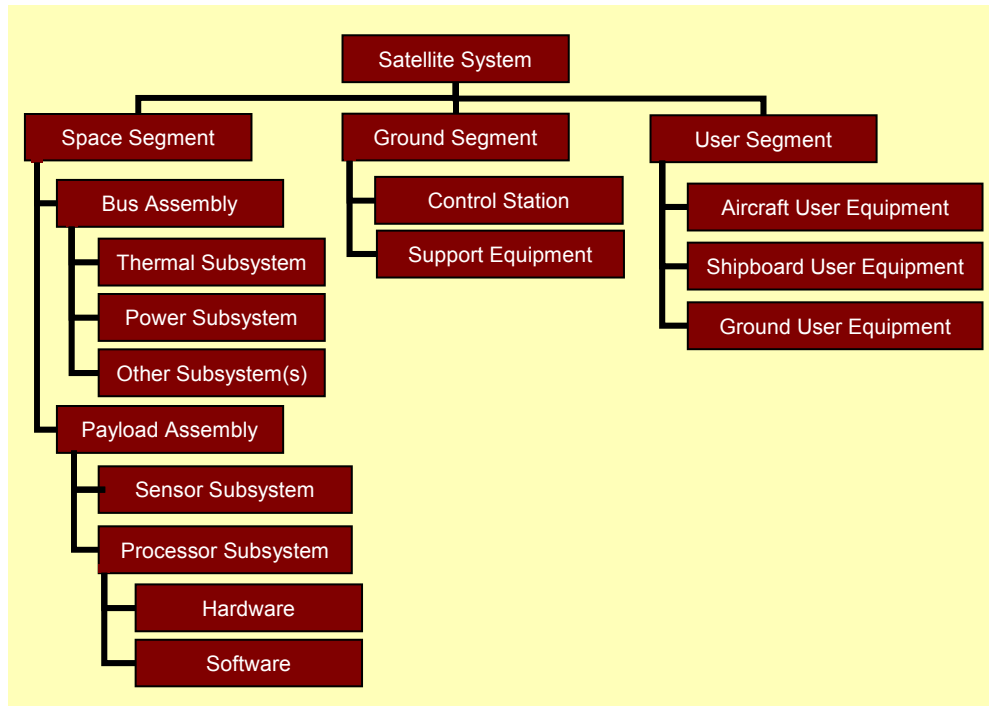 Satellite System
Space Segment
Bus Assembly
Thermal Subsystem
Power Subsystem
Other Subsystem(s)
Payload Assembly
Sensor Subsystem
Processor Subsystem
Hardware
Software
Ground Segment
Control Station
Support Equipment
User Segment
Aircraft User Equipment
Shipboard User Equipment
Ground User Equipment